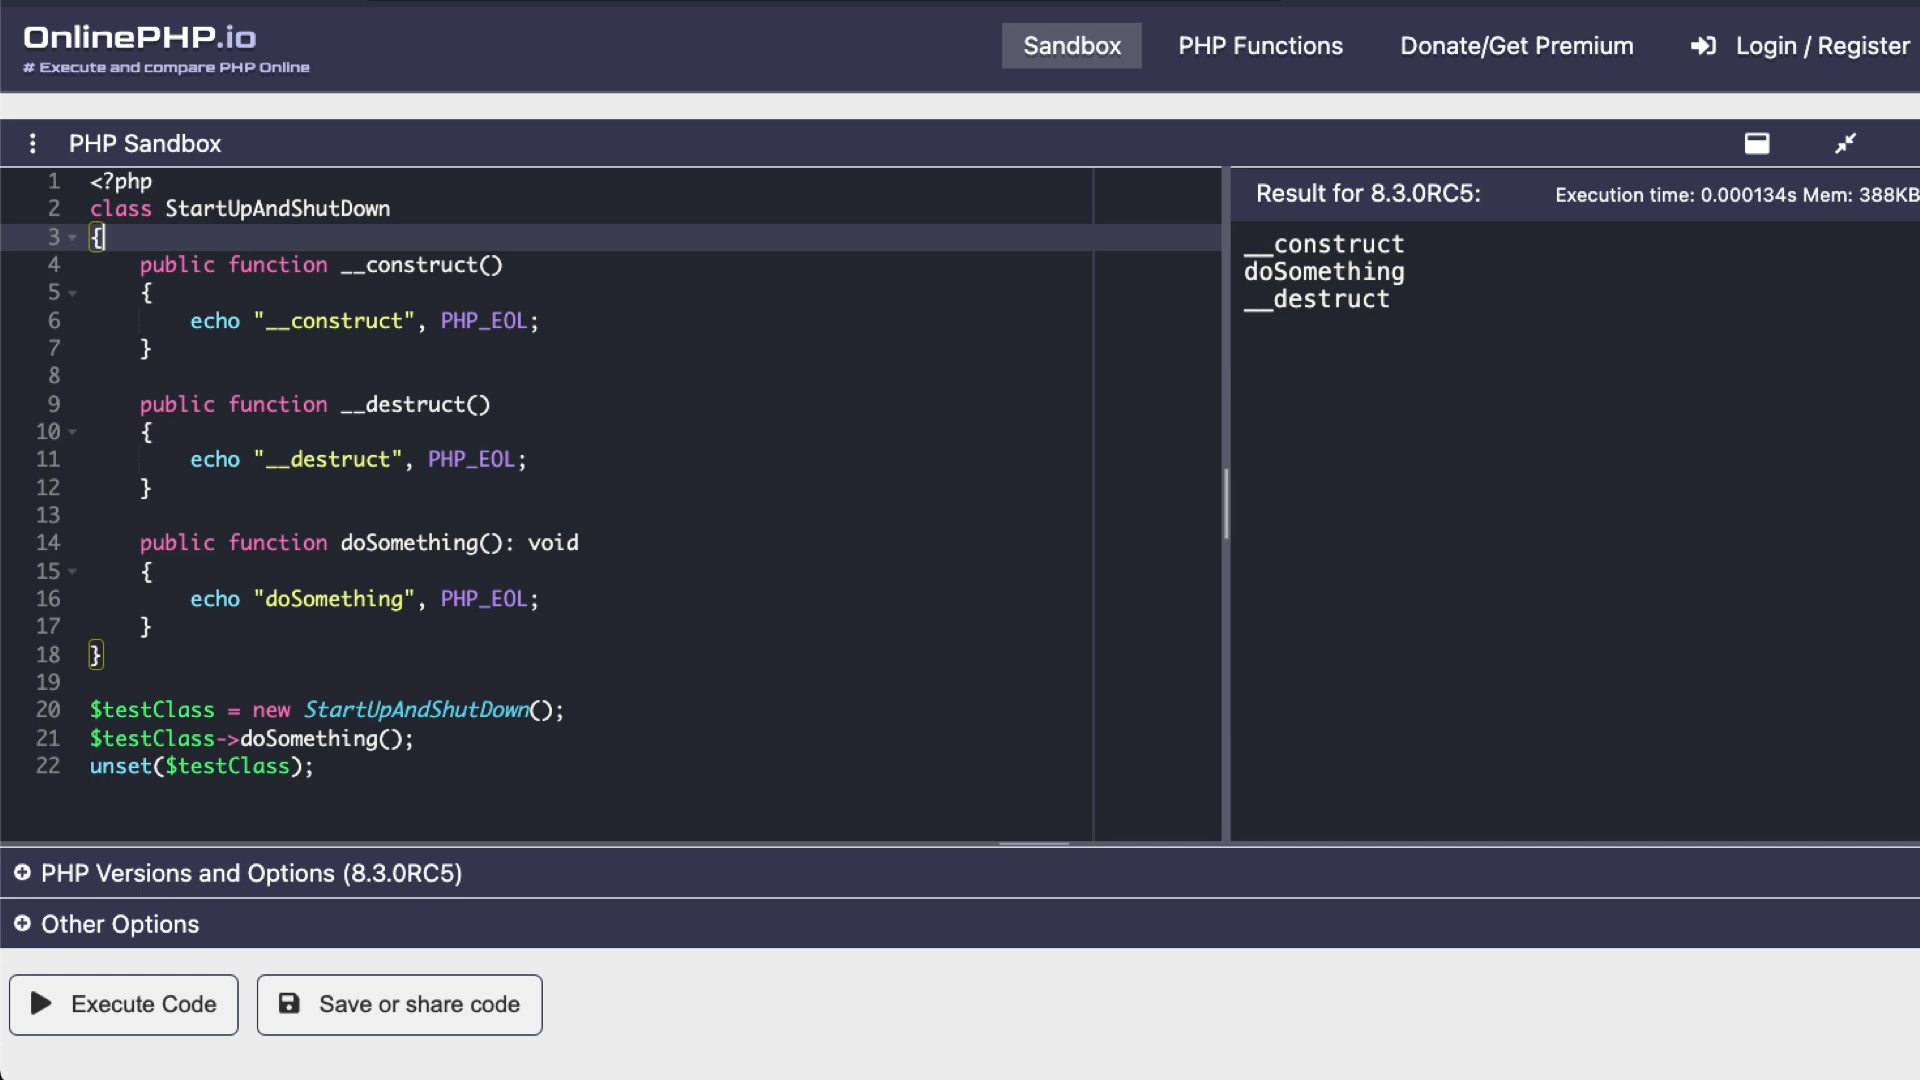 OnlinePHP.io
# Execute and compare PHP Online
Sandbox
PHP Functions
Donate/Get Premium
Login / Register
PHP Sandbox
1 <?php
2 class StartUpAndShutDown
3 {
4     public function __construct()
5     {
6         echo "__construct", PHP_EOL;
7     }
8
9     public function __destruct()
10     {
11         echo "__destruct", PHP_EOL;
12     }
13
14     public function doSomething(): void
15     {
16         echo "doSomething", PHP_EOL;
17     }
18 }
19
20 $testClass = new StartUpAndShutDown();
21 $testClass->doSomething();
22 unset($testClass);
Result for 8.3.0RC5:
Execution time: 0.000134s Mem: 388KB
__construct
doSomething
__destruct
PHP Versions and Options (8.3.0RC5)
Other Options
Execute Code
Save or share code